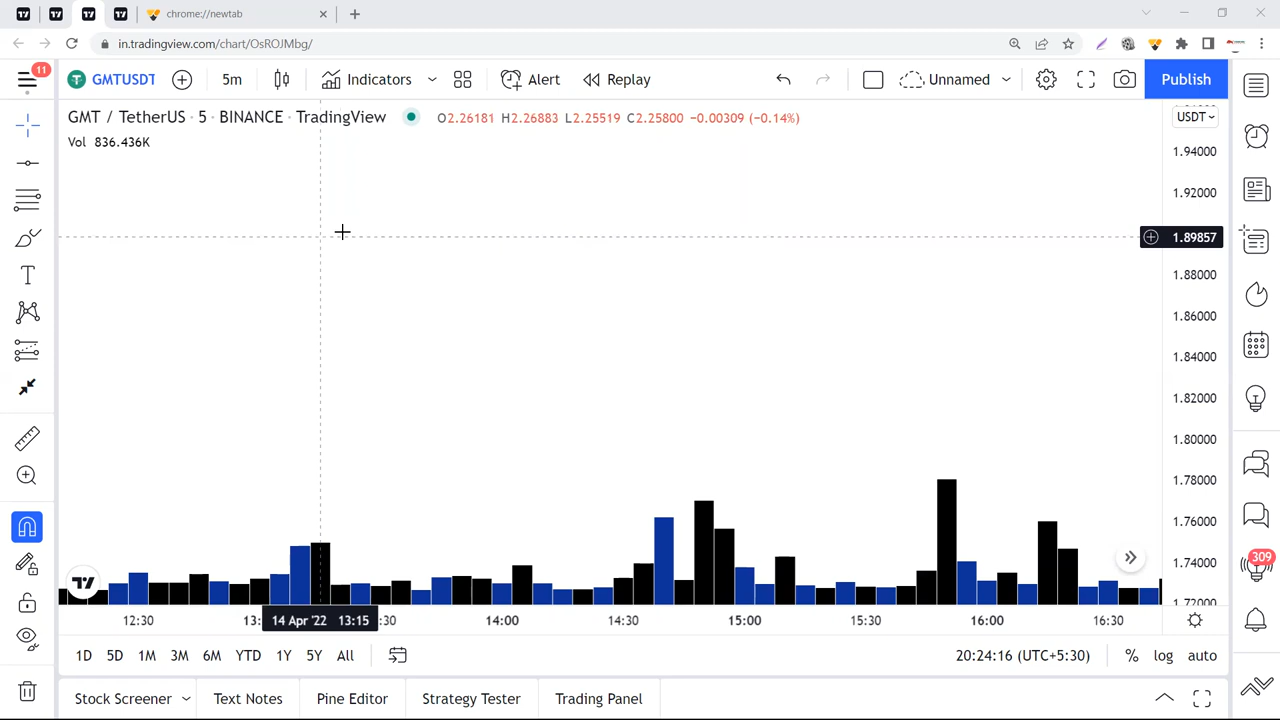 chrome://newtab
in.tradingview.com/chart/OsROJMbg/
11
GMTUSDT 5m Indicators Alert Replay Unnamed Publish
GMT / TetherUS · 5 · BINANCE · TradingView O2.26181 H2.26883 L2.25519 C2.25800 −0.00309 (−0.14%) USDT
Vol 836.436K
1.94000
1.92000
1.89857
1.88000
1.86000
1.84000
1.82000
1.80000
1.78000
1.76000
1.74000
1.72000
309
12:30 13: 14 Apr '22 13:15 :30 14:00 14:30 15:00 15:30 16:00 16:30
1D 5D 1M 3M 6M YTD 1Y 5Y All 20:24:16 (UTC+5:30) % log auto
Stock Screener Text Notes Pine Editor Strategy Tester Trading Panel